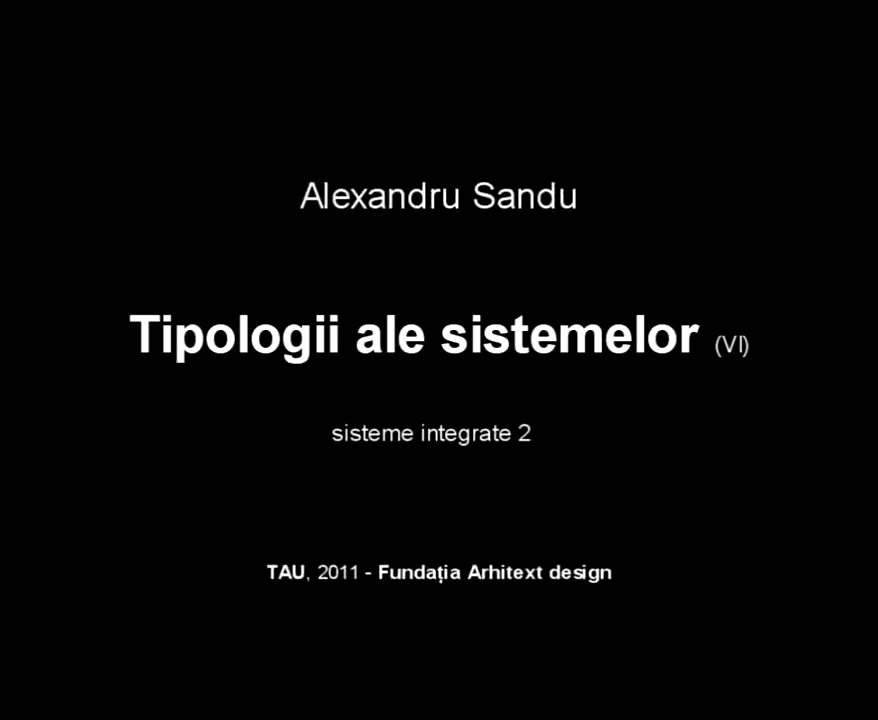 Alexandru Sandu
Tipologii ale sistemelor (VI)
sisteme integrate 2
TAU, 2011 - Fundația Arhitext design